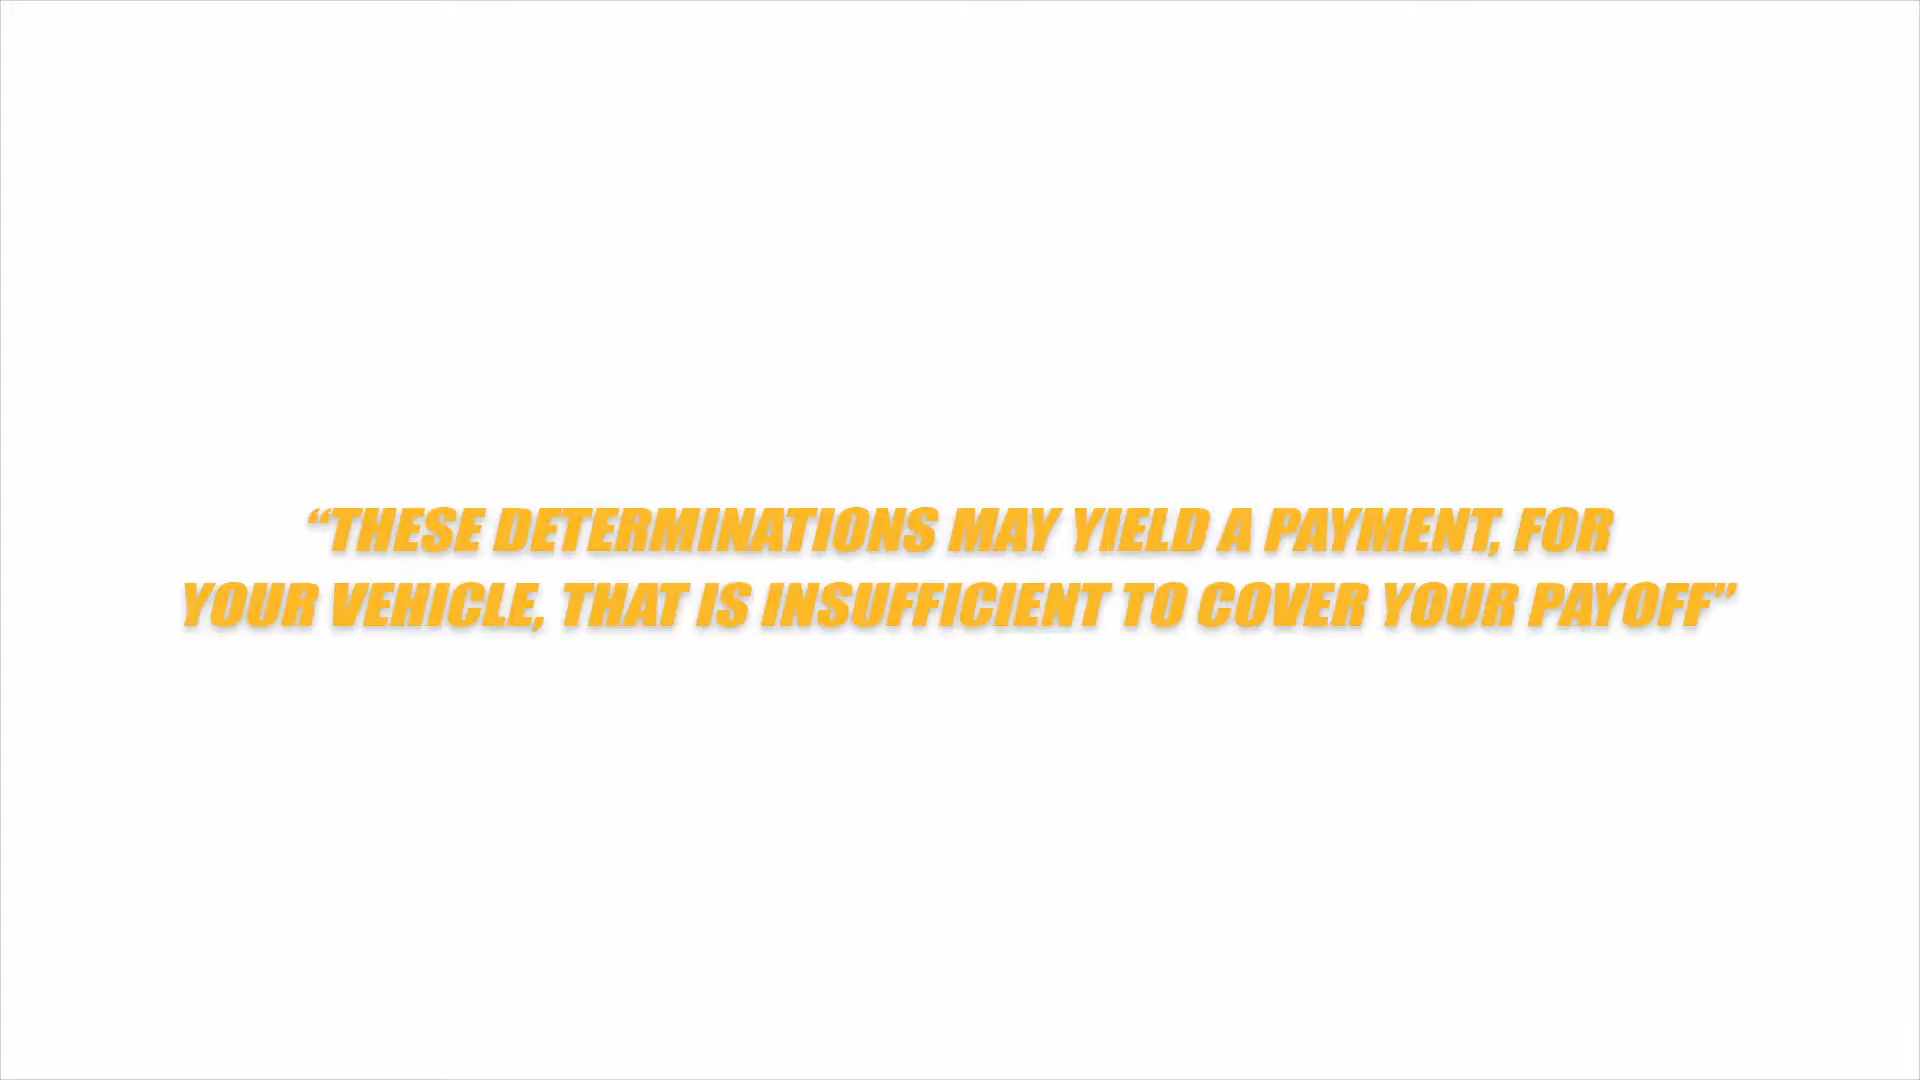 “THESE DETERMINATIONS MAY YIELD A PAYMENT, FOR
YOUR VEHICLE, THAT IS INSUFFICIENT TO COVER YOUR PAYOFF”